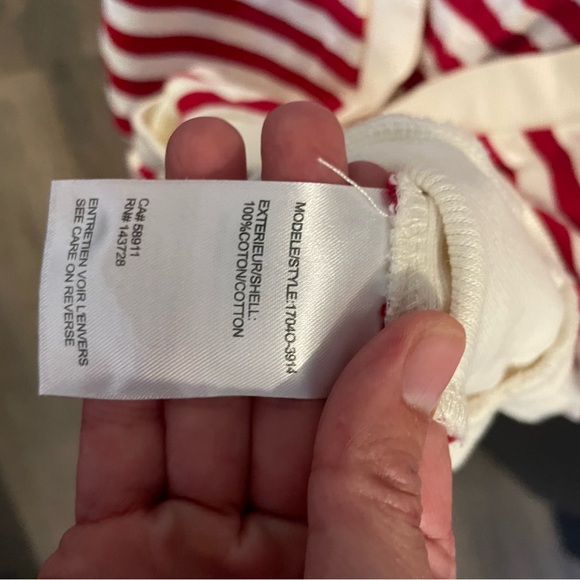 MODELE/STYLE:1704O-3914
EXTERIEUR/SHELL:
100%COTON/COTTON
CA# 58911
RN# 143728
ENTRETIEN VOIR L'ENVERS
SEE CARE ON REVERSE